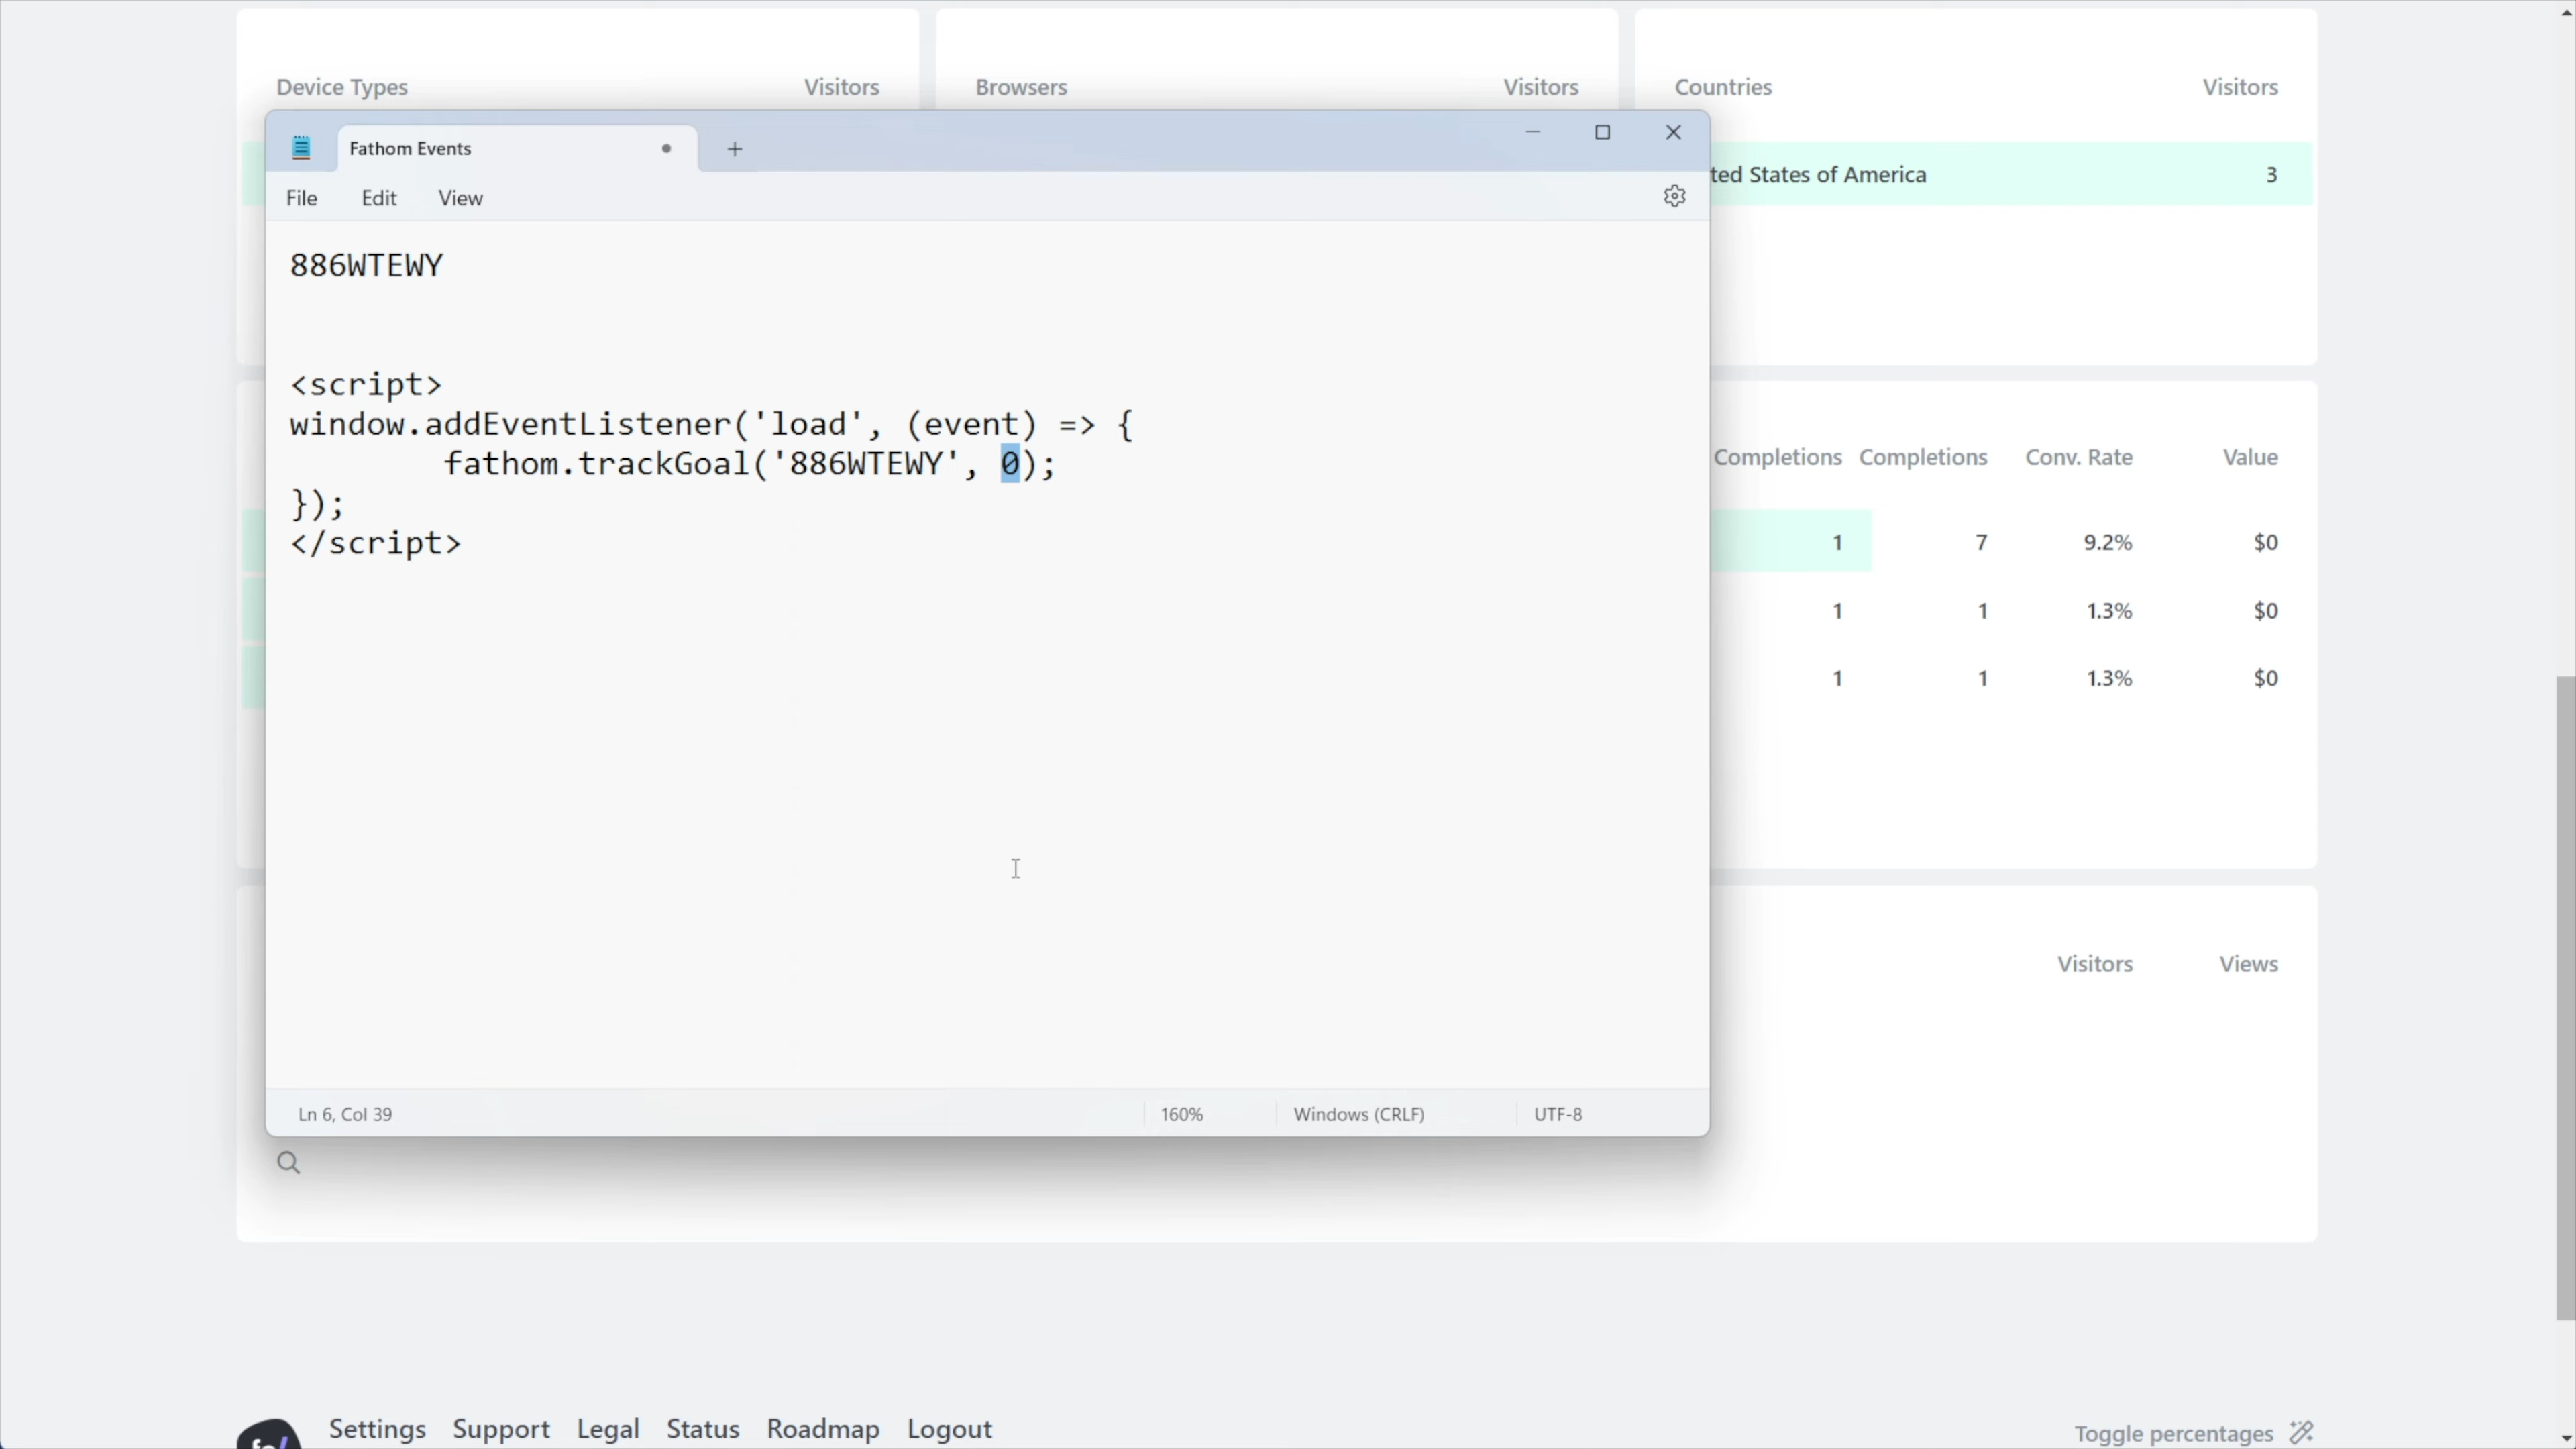 Device Types Visitors
Browsers Visitors
Countries Visitors
Fathom Events
File Edit View
886WTEWY
<script>
window.addEventListener('load', (event) => {
fathom.trackGoal('886WTEWY', 0);
});
</script>
Ln 6, Col 39 160% Windows (CRLF) UTF-8
ted States of America 3
Completions Completions Conv. Rate Value
1 7 9.2% $0
1 1 1.3% $0
1 1 1.3% $0
Visitors Views
Settings Support Legal Status Roadmap Logout
Toggle percentages